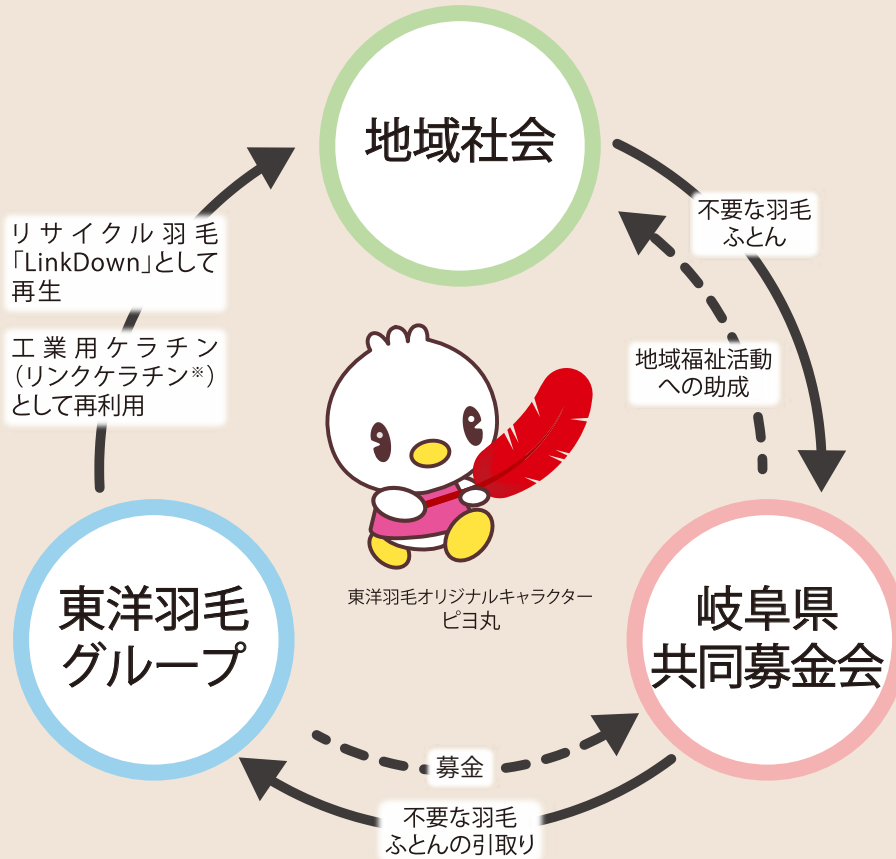 地域社会
不要な羽毛
ふとん
リサイクル羽毛
「LinkDown」として
再生
工業用ケラチン
（リンクケラチン※）
として再利用
地域福祉活動
への助成
東洋羽毛
グループ
東洋羽毛オリジナルキャラクター
ピヨ丸
岐阜県
共同募金会
募金
不要な羽毛
ふとんの引取り